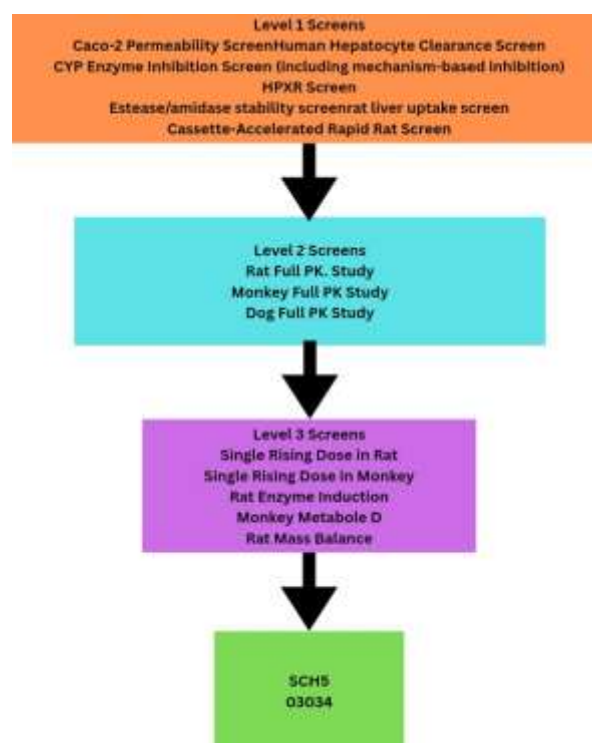 Level 1 Screens
Caco-2 Permeability ScreenHuman Hepatocyte Clearance Screen
CYP Enzyme Inhibition Screen (including mechanism-based inhibition)
HPXR Screen
Estease/amidase stability screenrat liver uptake screen
Cassette-Accelerated Rapid Rat Screen
Level 2 Screens
Rat Full PK. Study
Monkey Full PK Study
Dog Full PK Study
Level 3 Screens
Single Rising Dose in Rat
Single Rising Dose in Monkey
Rat Enzyme Induction
Monkey Metabole D
Rat Mass Balance
SCH5
03034